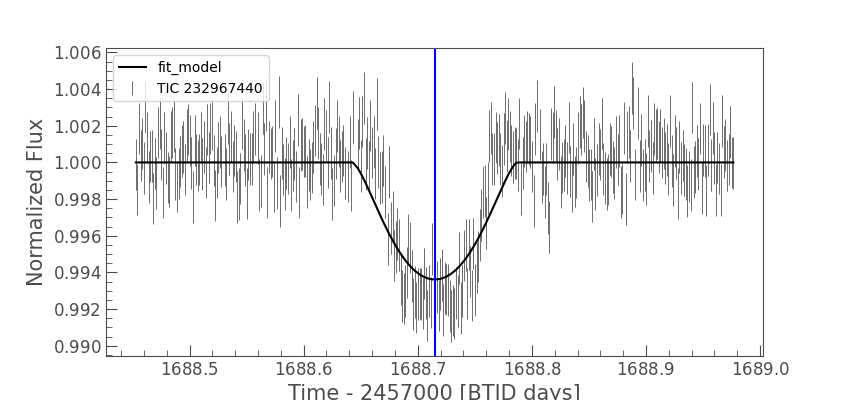 1.006
1.004
1.002
1.000
0.998
0.996
0.994
0.992
0.990
Normalized Flux
fit_model
TIC 232967440
1688.5 1688.6 1688.7 1688.8 1688.9 1689.0
Time - 2457000 [BTJD days]